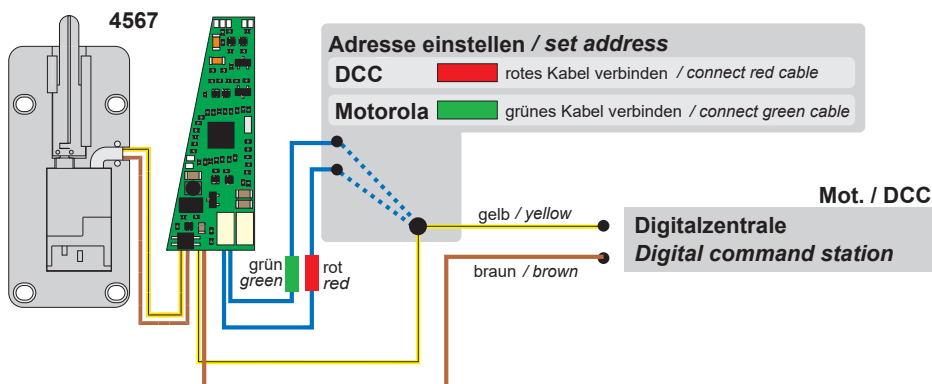 4567
Adresse einstellen / set address
DCC rotes Kabel verbinden / connect red cable
Motorola grünes Kabel verbinden / connect green cable
Mot. / DCC
gelb / yellow
Digitalzentrale
Digital command station
braun / brown
grün
green
rot
red